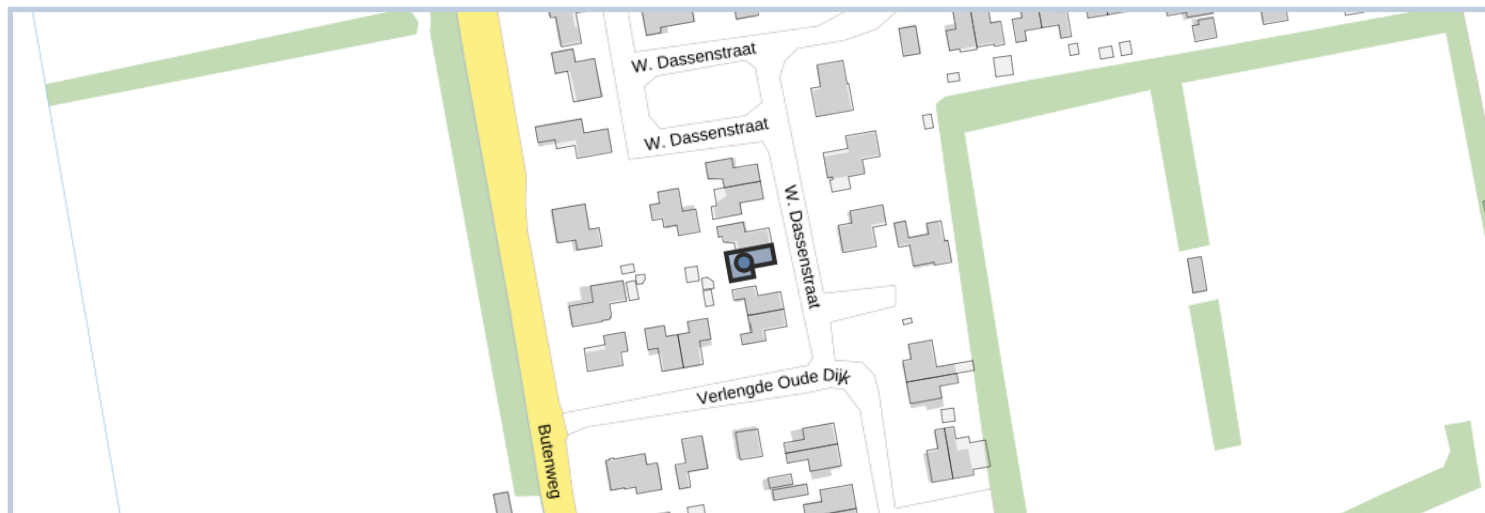 W. Dassenstraat
W. Dassenstraat
W. Dassenstraat
Verlengde Oude Dijk
Butenweg